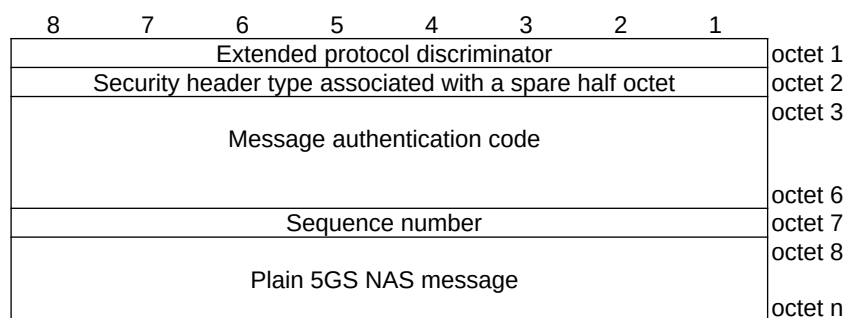 8 7 6 5 4 3 2 1
Extended protocol discriminator octet 1
Security header type associated with a spare half octet octet 2
octet 3
Message authentication code
octet 6
Sequence number octet 7
octet 8
Plain 5GS NAS message
octet n